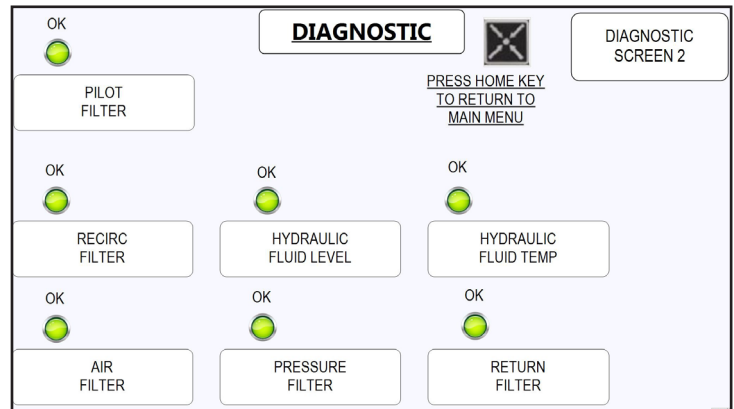 OK
DIAGNOSTIC
DIAGNOSTIC
SCREEN 2
PILOT
FILTER
PRESS HOME KEY
TO RETURN TO
MAIN MENU
OK
OK
OK
RECIRC
FILTER
HYDRAULIC
FLUID LEVEL
HYDRAULIC
FLUID TEMP
OK
OK
OK
AIR
FILTER
PRESSURE
FILTER
RETURN
FILTER